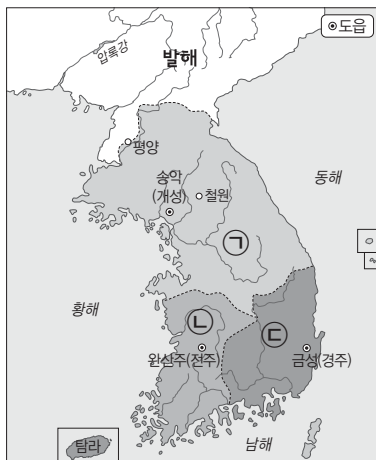 ⊙도읍
압록강
발해
평양
송악
(개성)
철원
동해
㉠
황해
㉡
㉢
완산주(전주)
금성(경주)
탐라
남해